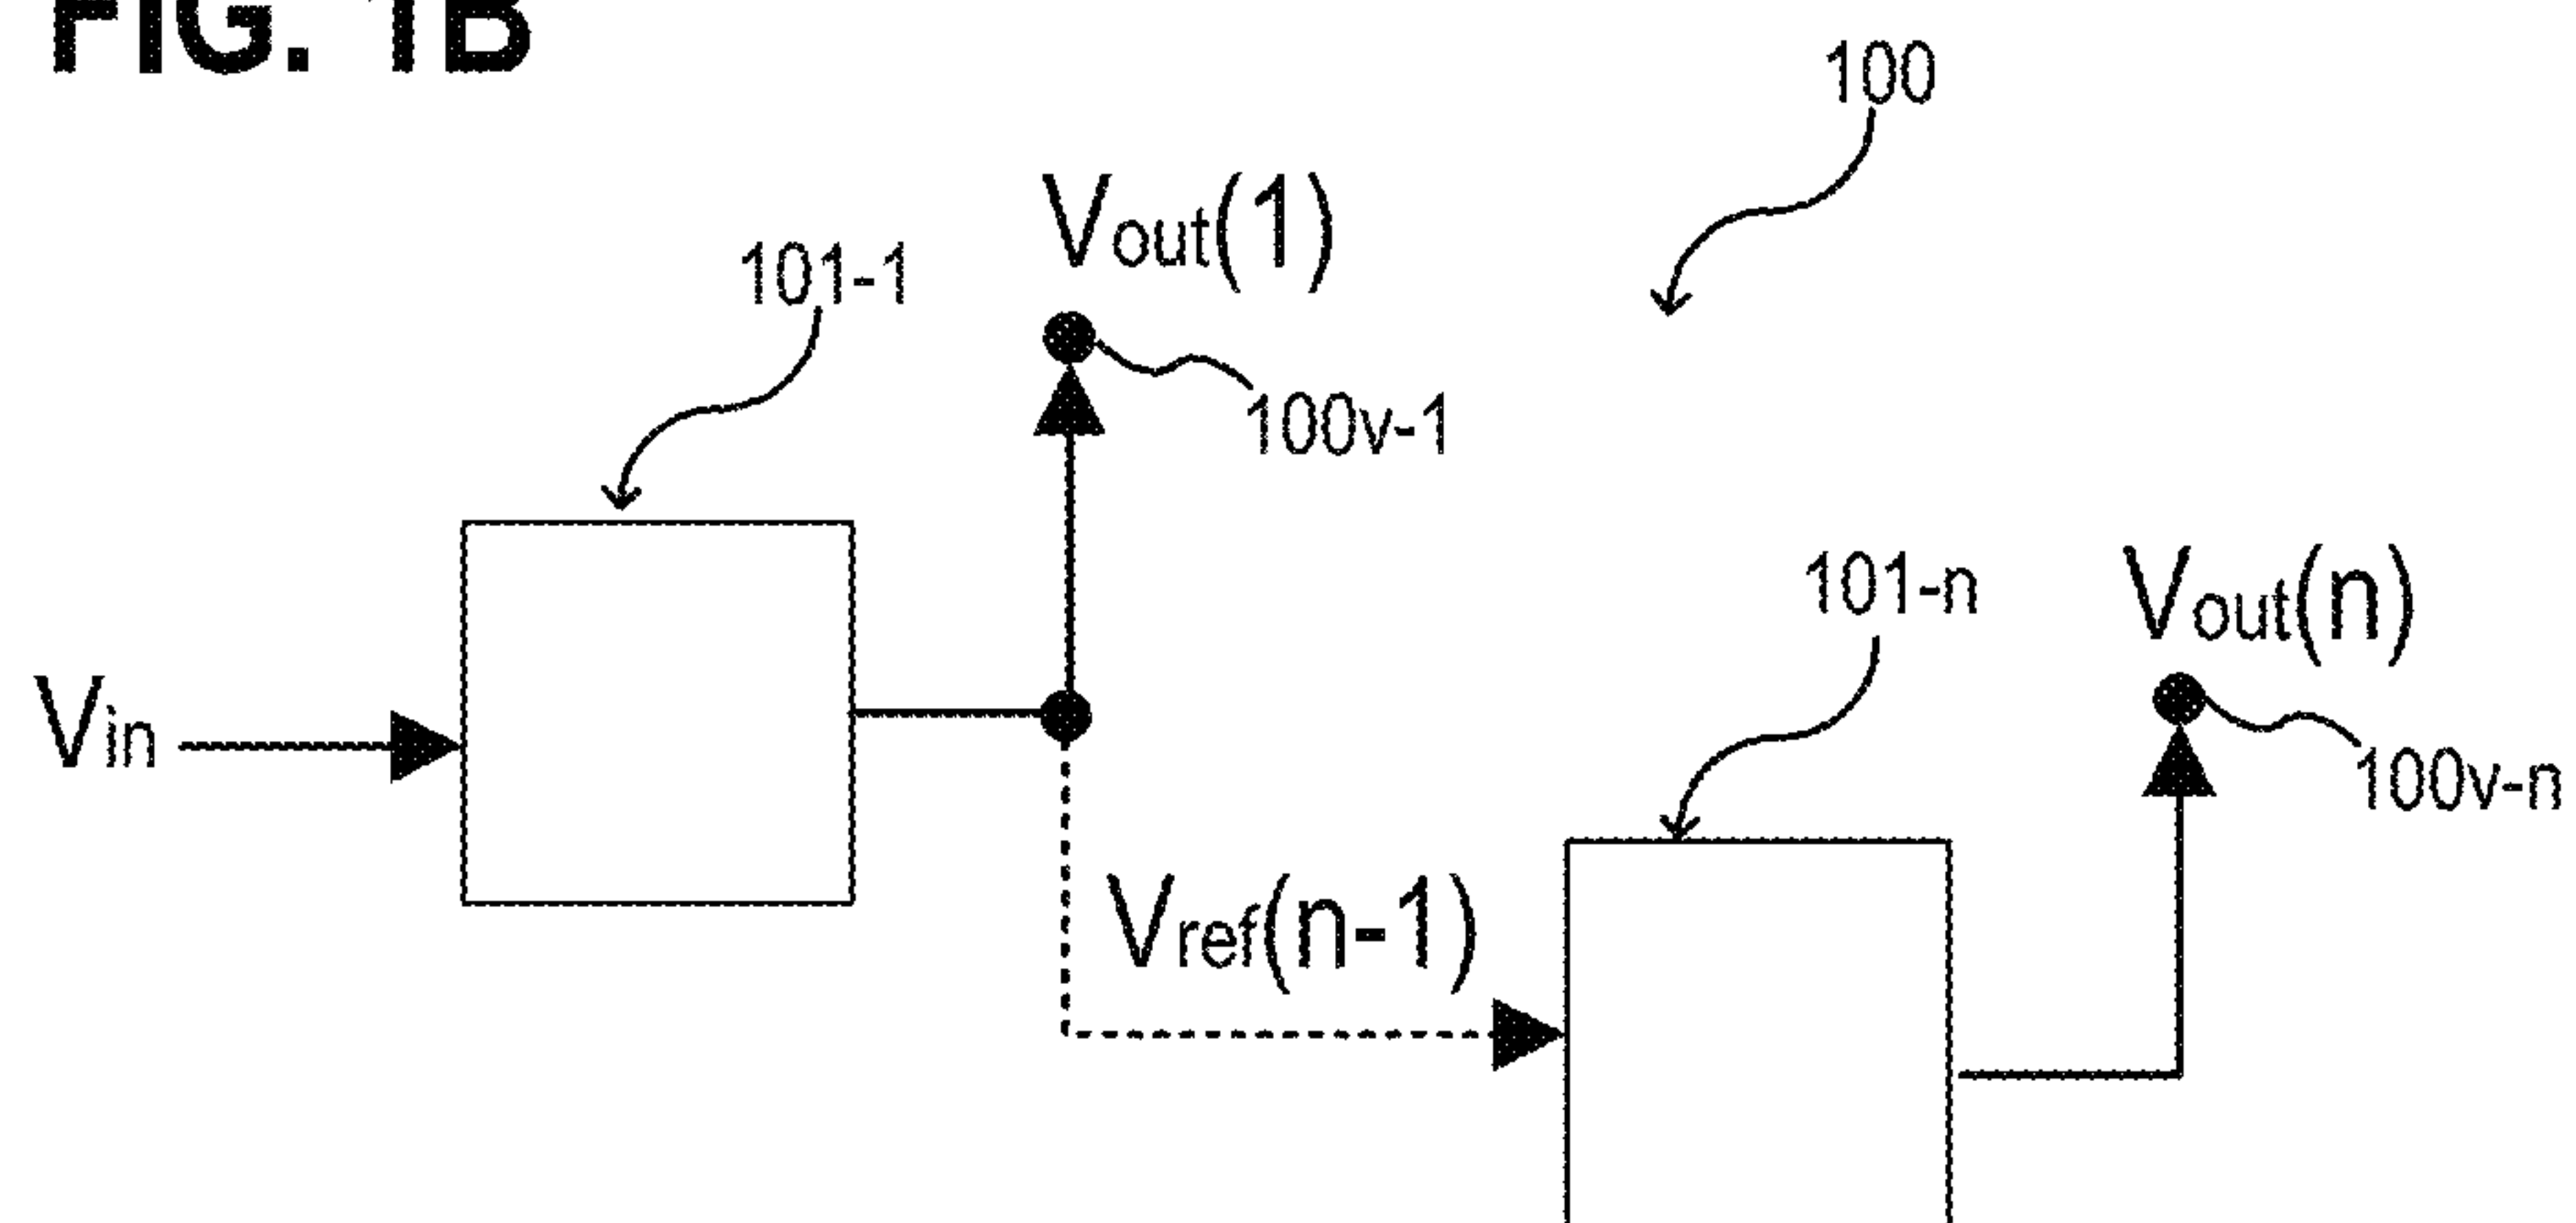 FIG. 1B
100
Vout(1)
101-1
100v-1
101-n
Vout(n)
Vin
100v-n
Vref(n-1)